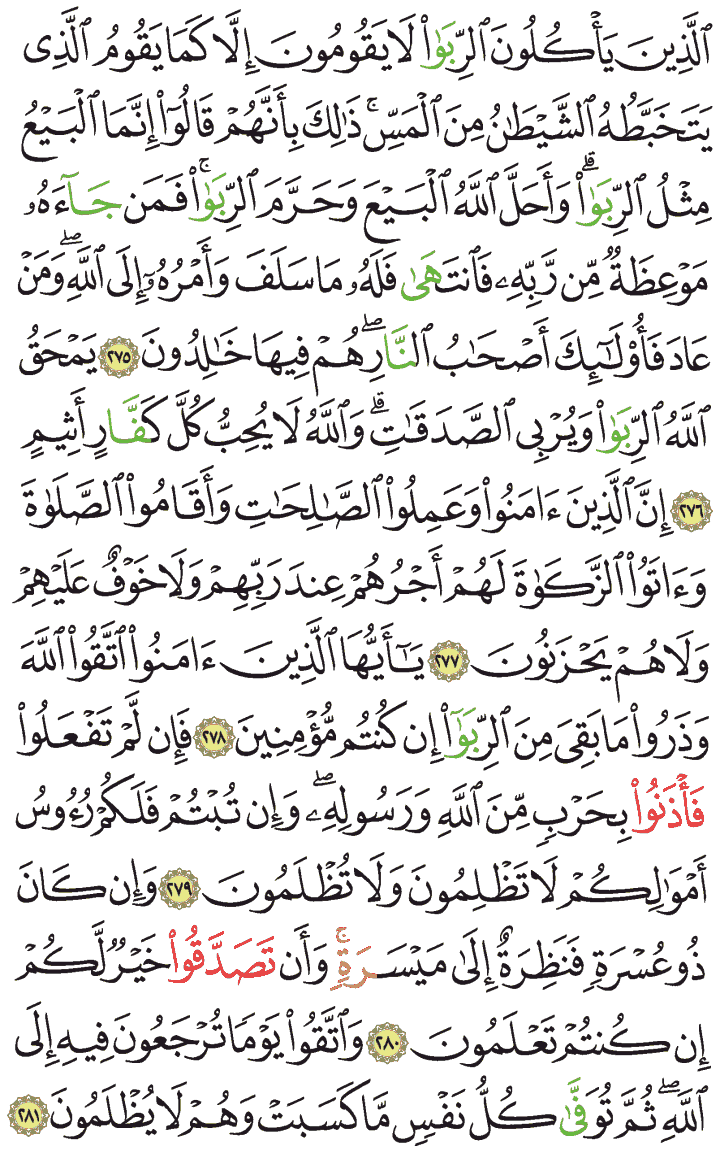 ٱلَّذِينَ يَأۡكُلُونَ ٱلرِّبَوٰاْ لَا يَقُومُونَ إِلَّا كَمَا يَقُومُ ٱلَّذِي
يَتَخَبَّطُهُ ٱلشَّيۡطَٰنُ مِنَ ٱلۡمَسِّۚ ذَٰلِكَ بِأَنَّهُمۡ قَالُوٓاْ إِنَّمَا ٱلۡبَيۡعُ
مِثۡلُ ٱلرِّبَوٰاْۗ وَأَحَلَّ ٱللَّهُ ٱلۡبَيۡعَ وَحَرَّمَ ٱلرِّبَوٰاْۚ فَمَن جَآءَهُۥ
مَوۡعِظَةٞ مِّن رَّبِّهِۦ فَٱنتَهَىٰ فَلَهُۥ مَا سَلَفَ وَأَمۡرُهُۥٓ إِلَى ٱللَّهِۖ وَمَنۡ
عَادَ فَأُوْلَٰٓئِكَ أَصۡحَٰبُ ٱلنَّارِۖ هُمۡ فِيهَا خَٰلِدُونَ ٢٧٥ يَمۡحَقُ
ٱللَّهُ ٱلرِّبَوٰاْ وَيُرۡبِي ٱلصَّدَقَٰتِۗ وَٱللَّهُ لَا يُحِبُّ كُلَّ كَفَّارٍ أَثِيمٍ
٢٧٦ إِنَّ ٱلَّذِينَ ءَامَنُواْ وَعَمِلُواْ ٱلصَّٰلِحَٰتِ وَأَقَامُواْ ٱلصَّلَوٰةَ
وَءَاتَوُاْ ٱلزَّكَوٰةَ لَهُمۡ أَجۡرُهُمۡ عِندَ رَبِّهِمۡ وَلَا خَوۡفٌ عَلَيۡهِمۡ
وَلَا هُمۡ يَحۡزَنُونَ ٢٧٧ يَٰٓأَيُّهَا ٱلَّذِينَ ءَامَنُواْ ٱتَّقُواْ ٱللَّهَ
وَذَرُواْ مَا بَقِيَ مِنَ ٱلرِّبَوٰٓاْ إِن كُنتُم مُّؤۡمِنِينَ ٢٧٨ فَإِن لَّمۡ تَفۡعَلُواْ
فَأۡذَنُواْ بِحَرۡبٖ مِّنَ ٱللَّهِ وَرَسُولِهِۦۖ وَإِن تُبۡتُمۡ فَلَكُمۡ رُءُوسُ
أَمۡوَٰلِكُمۡ لَا تَظۡلِمُونَ وَلَا تُظۡلَمُونَ ٢٧٩ وَإِن كَانَ
ذُو عُسۡرَةٖ فَنَظِرَةٌ إِلَىٰ مَيۡسَرَةٖۚ وَأَن تَصَدَّقُواْ خَيۡرٞ لَّكُمۡ
إِن كُنتُمۡ تَعۡلَمُونَ ٢٨٠ وَٱتَّقُواْ يَوۡمٗا تُرۡجَعُونَ فِيهِ إِلَى
ٱللَّهِۖ ثُمَّ تُوَفَّىٰ كُلُّ نَفۡسٖ مَّا كَسَبَتۡ وَهُمۡ لَا يُظۡلَمُونَ ٢٨١